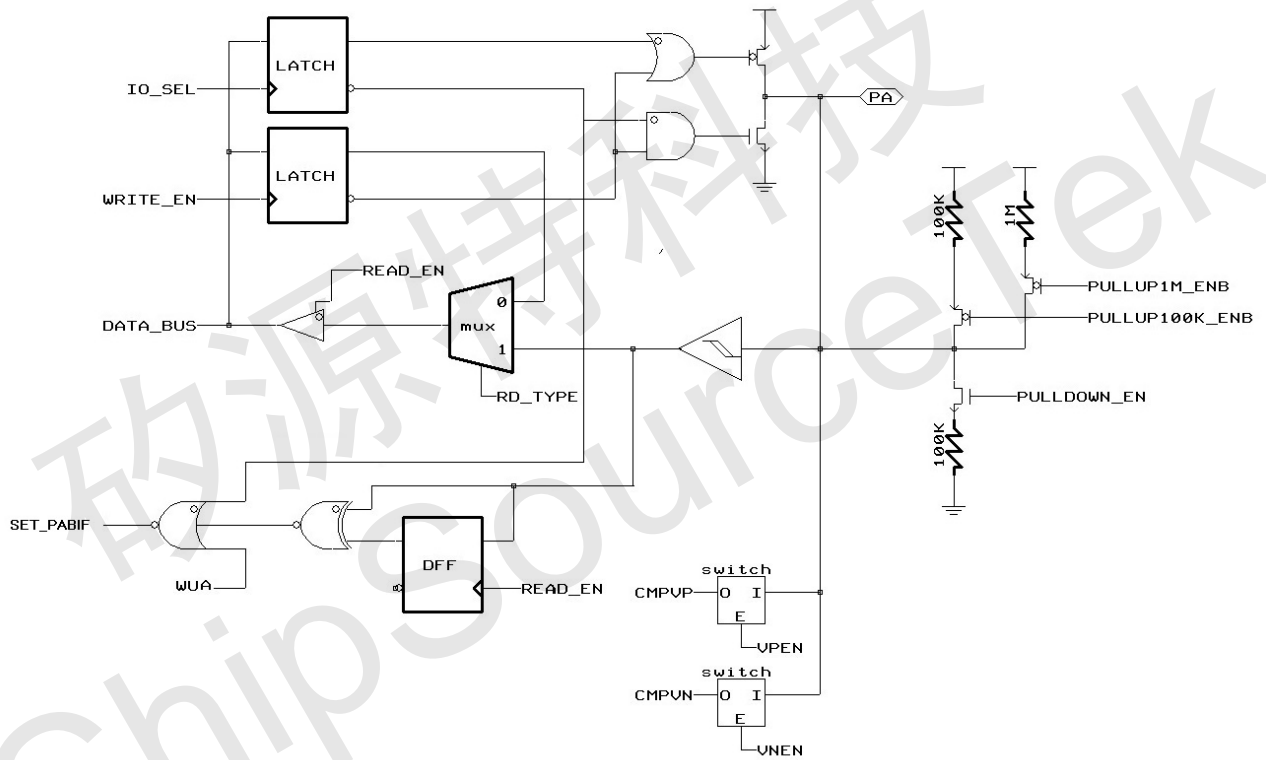 LATCH
IO_SEL
PA
LATCH
WRITE_EN
100K
1M
READ_EN
0
PULLUP1M_ENB
DATA_BUS
mux
PULLUP100K_ENB
1
RD_TYPE
PULLDOWN_EN
100K
SET_PABIF
DFF
WUA
READ_EN
switch
CMPVP
O I
E
VPEN
switch
CMPVN
O I
E
VNEN
矽源特科技
ChipSourceTek